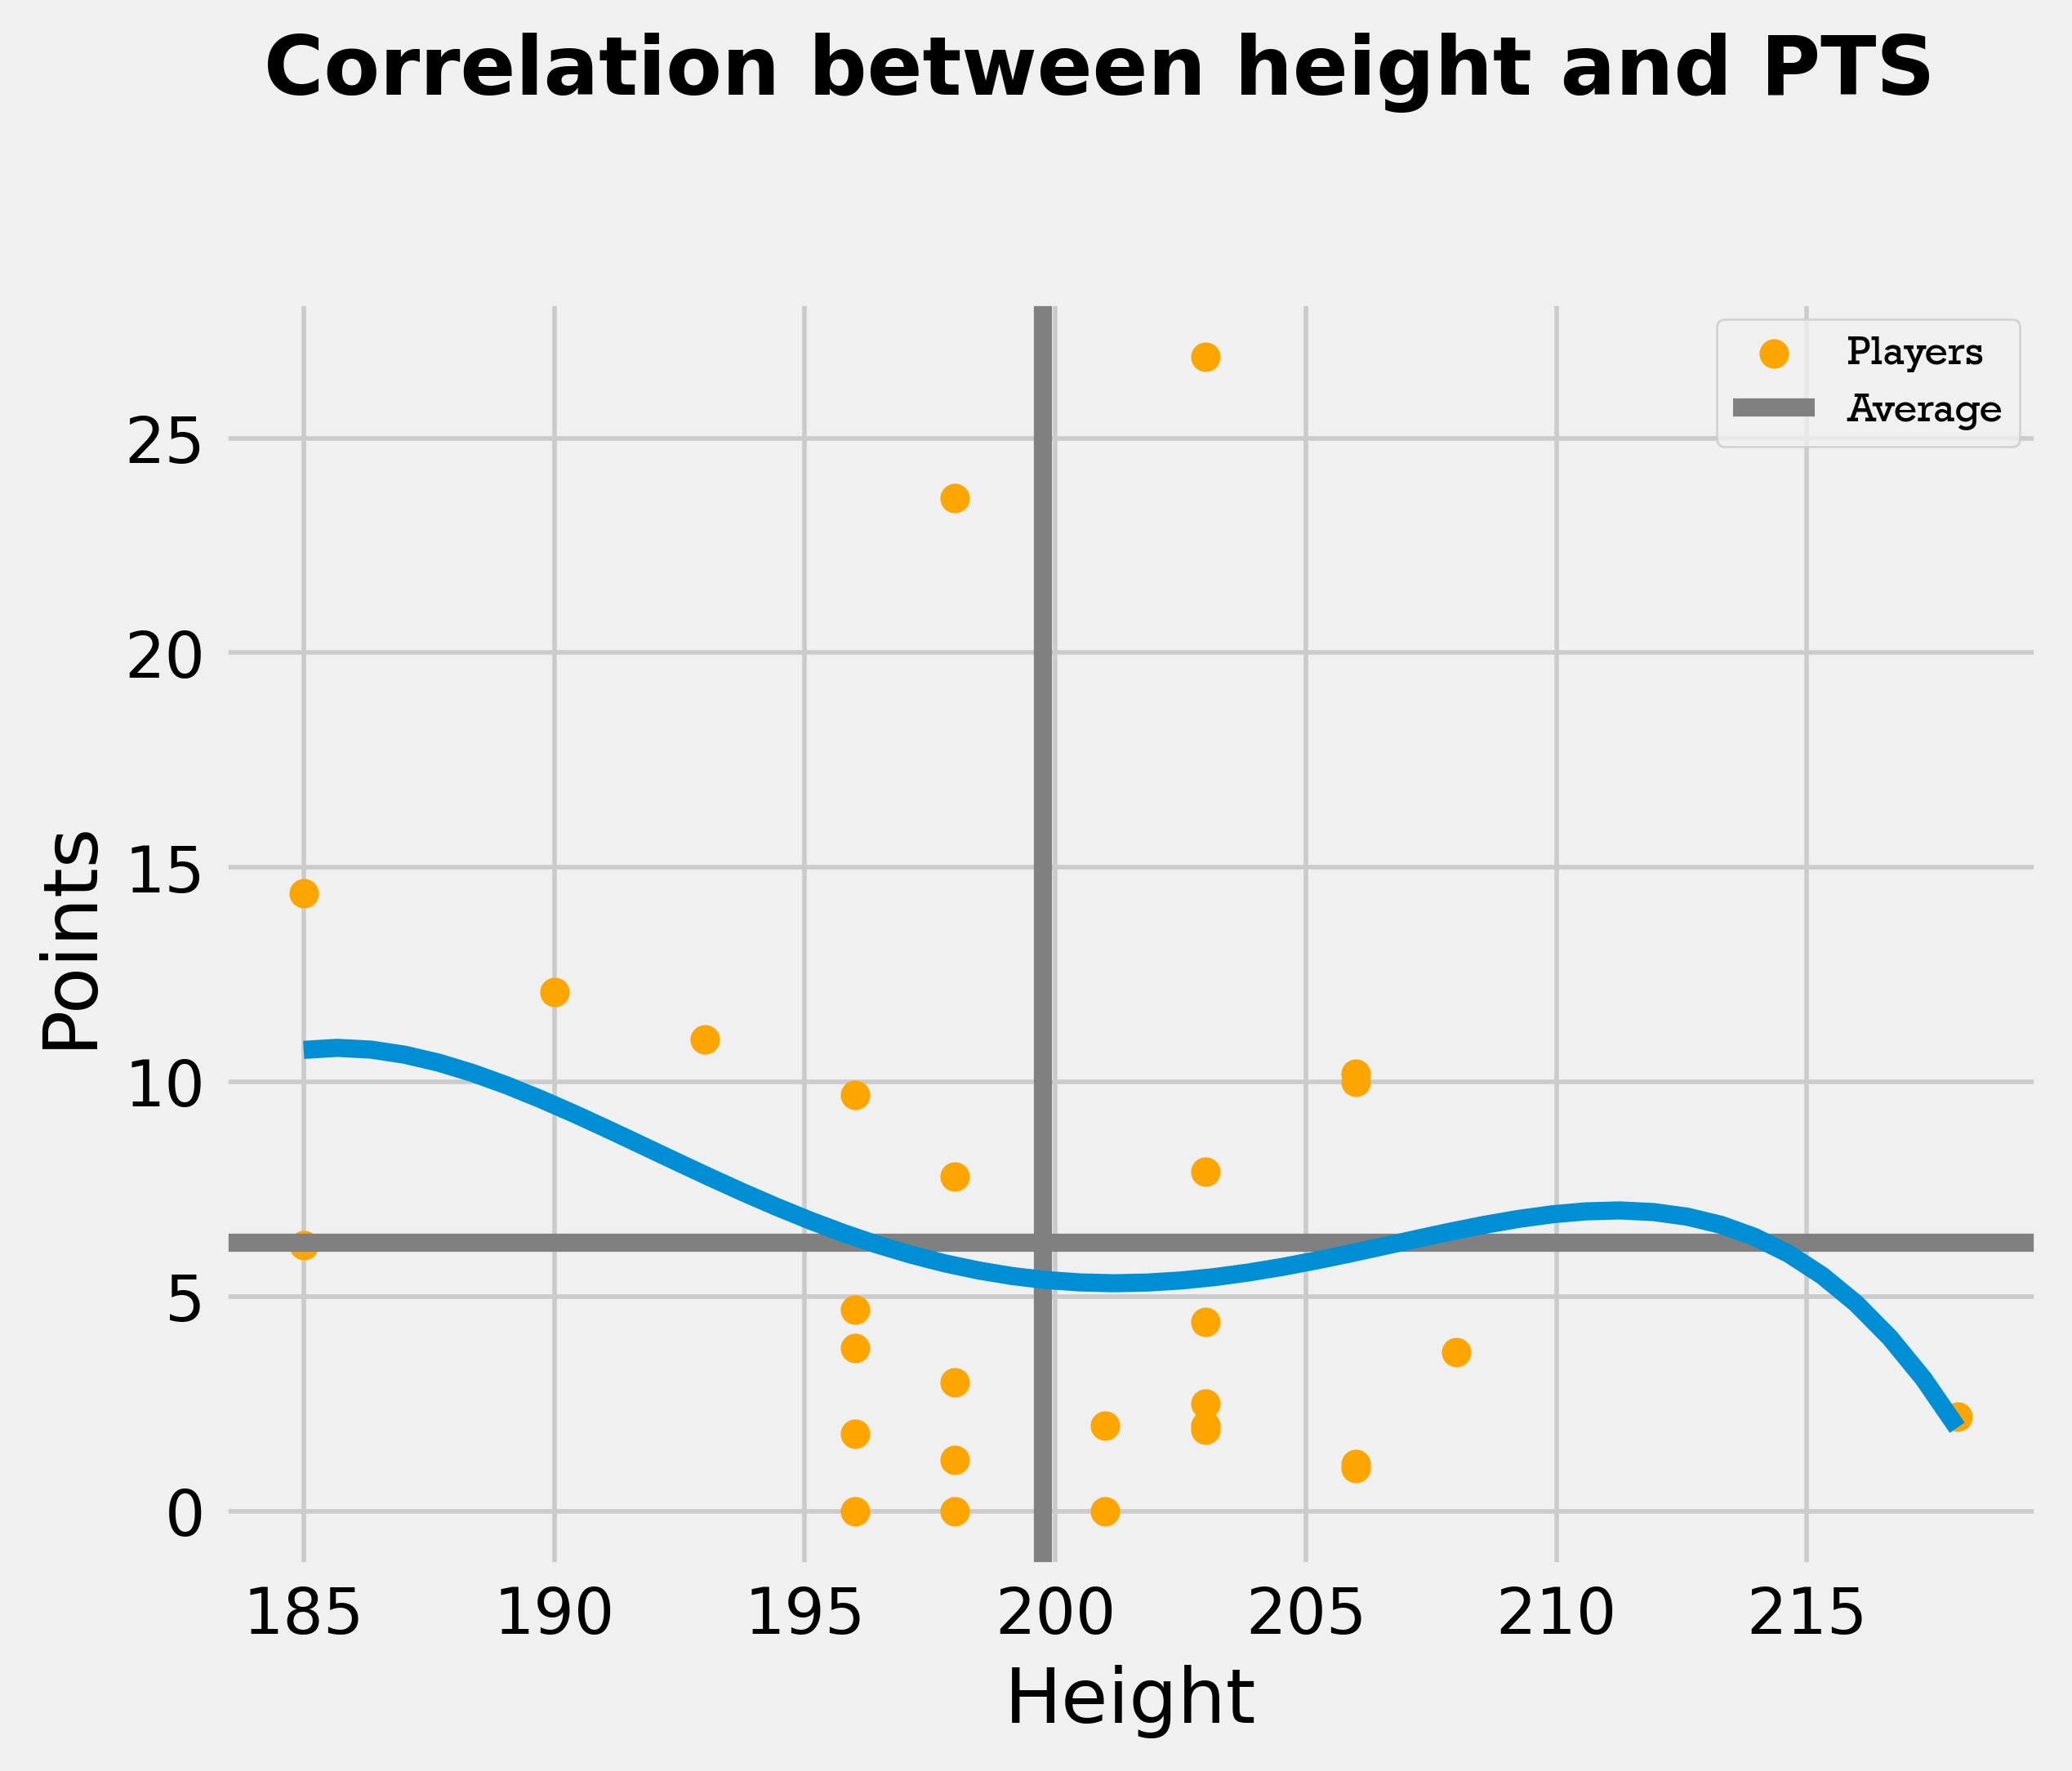 Correlation between height and PTS
Players
Average
25
20
15
10
5
0
Points
185 190 195 200 205 210 215
Height